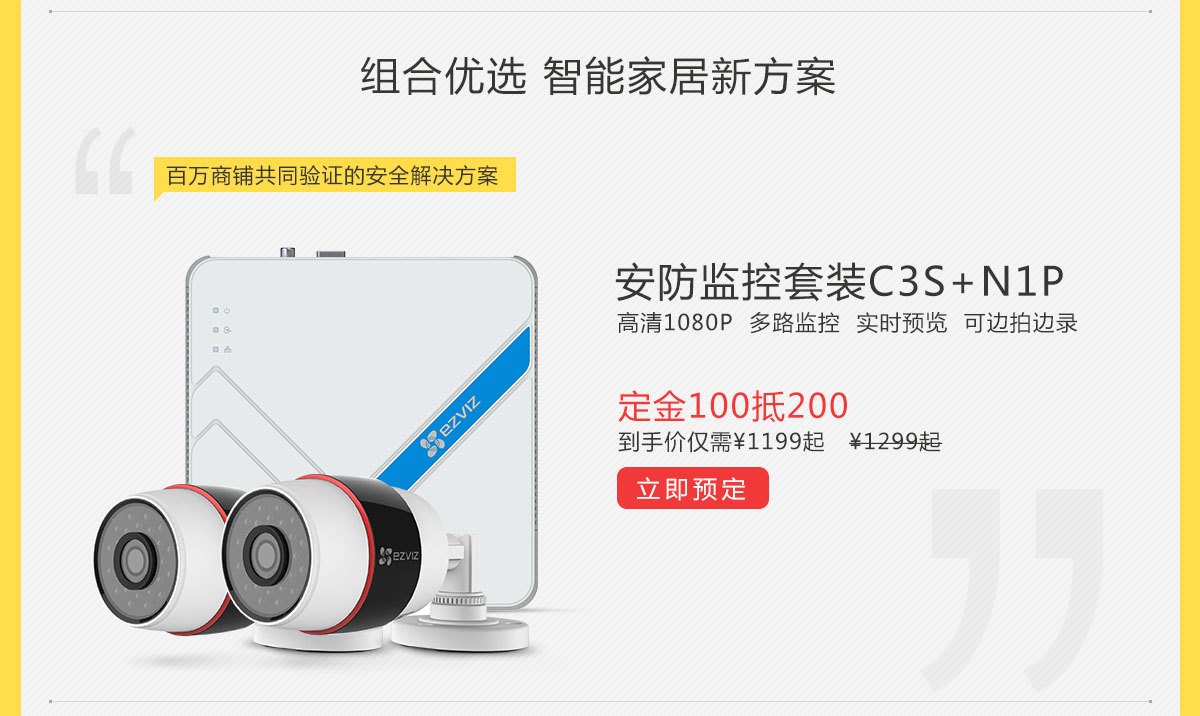 组合优选 智能家居新方案
百万商铺共同验证的安全解决方案
安防监控套装C3S+N1P
高清1080P 多路监控 实时预览 可边拍边录
定金100抵200
到手价仅需¥1199起 ¥1299起
立即预定
ezviz
ezviz